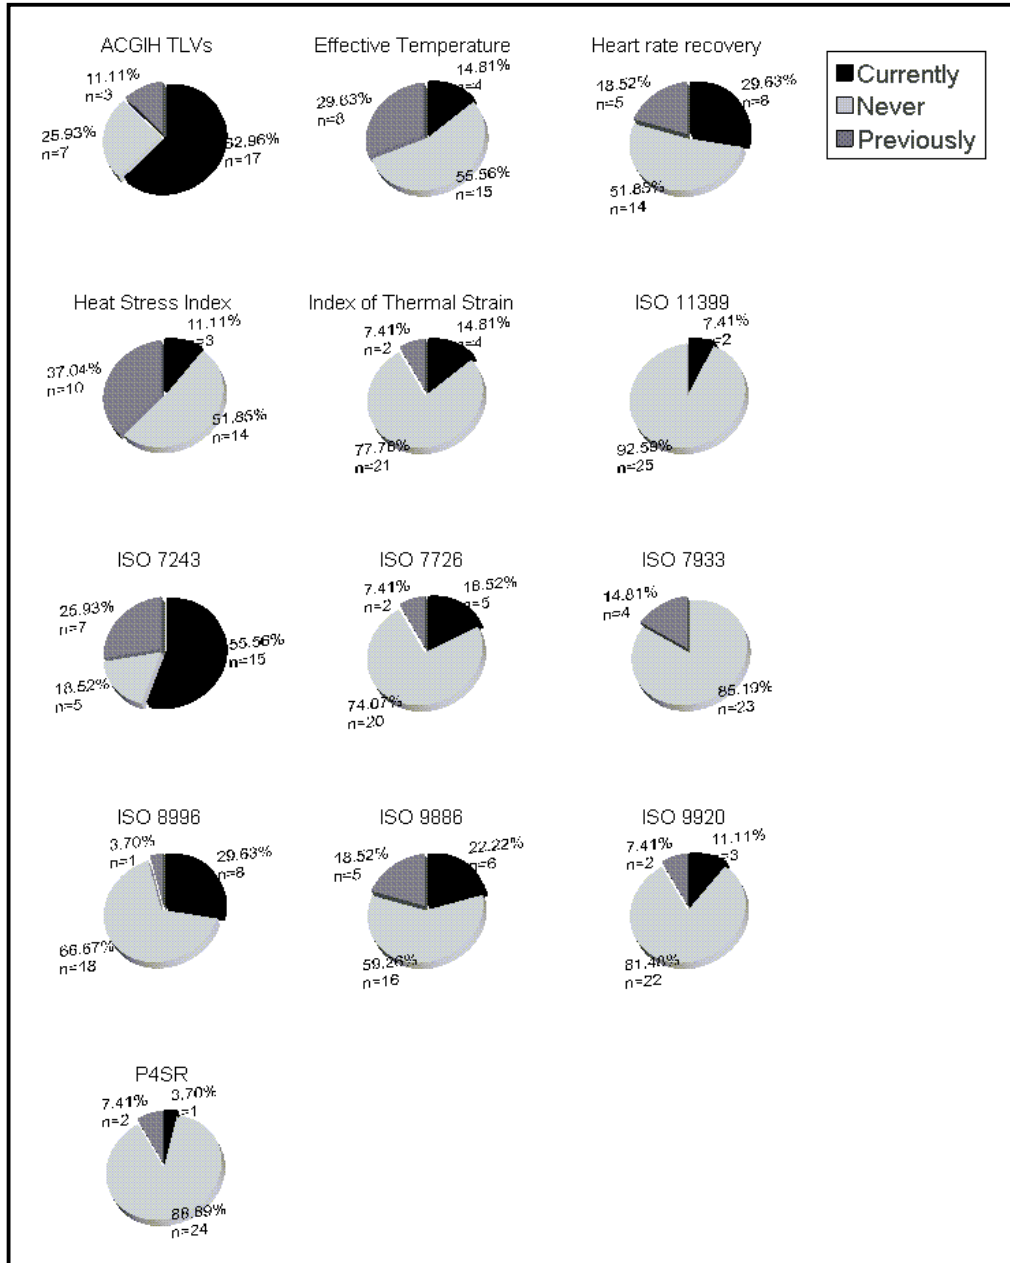 ACGIH TLVs
11.11%
n=3
25.93%
n=7
62.96%
n=17
Effective Temperature
14.81%
n=4
29.63%
n=8
55.56%
n=15
Heart rate recovery
18.52%
n=5
29.63%
n=8
51.85%
n=14
Currently
Never
Previously
Heat Stress Index
11.11%
n=3
37.04%
n=10
51.85%
n=14
Index of Thermal Strain
7.41%
n=2
14.81%
n=4
77.78%
n=21
ISO 11399
7.41%
n=2
92.59%
n=25
ISO 7243
25.93%
n=7
55.56%
n=15
18.52%
n=5
ISO 7726
7.41%
n=2
18.52%
n=5
74.07%
n=20
ISO 7933
14.81%
n=4
85.19%
n=23
ISO 8996
3.70%
n=1
29.63%
n=8
66.67%
n=18
ISO 9886
18.52%
n=5
22.22%
n=6
59.26%
n=16
ISO 9920
7.41%
n=2
11.11%
n=3
81.48%
n=22
P4SR
7.41%
n=2
3.70%
n=1
88.89%
n=24